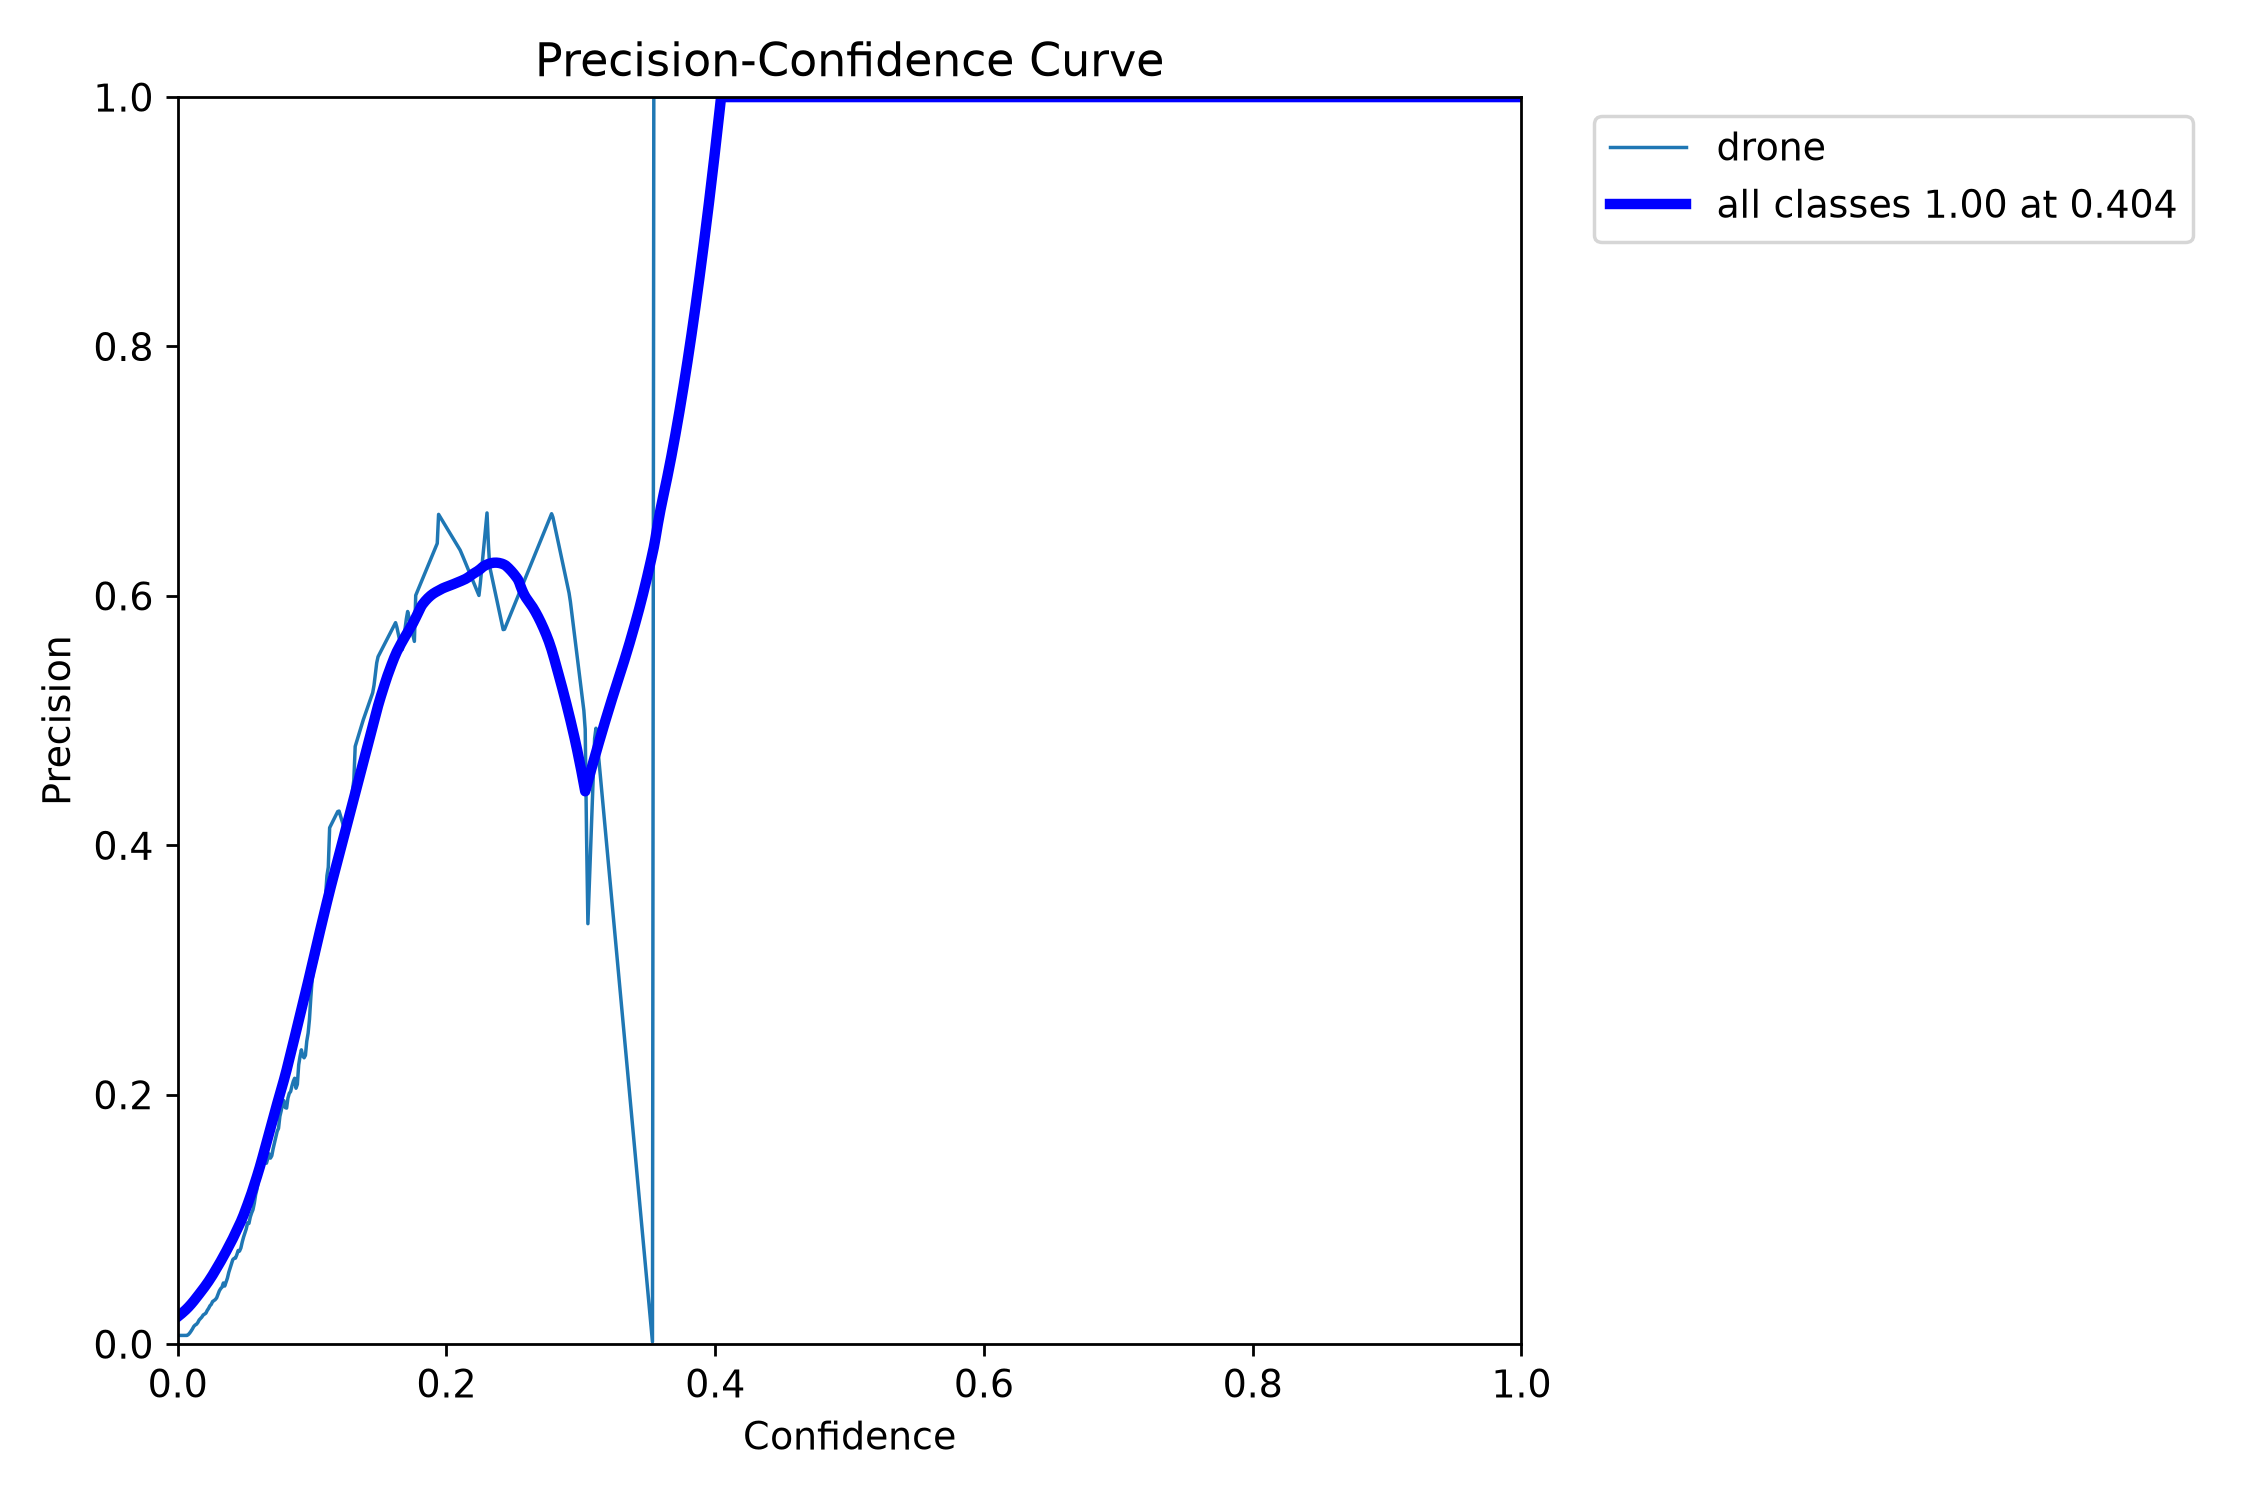 Precision-Confidence Curve
1.0
0.8
0.6
0.4
0.2
0.0
Precision
0.0 0.2 0.4 0.6 0.8 1.0
Confidence
drone
all classes 1.00 at 0.404